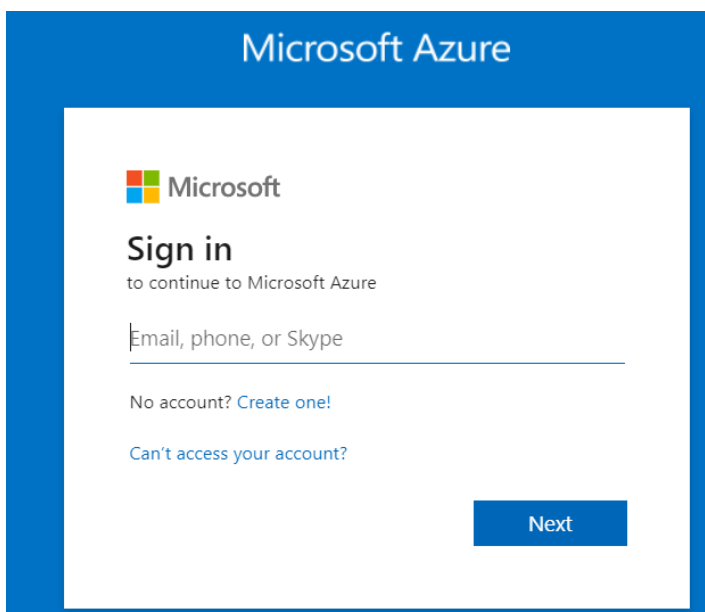 Microsoft Azure
Microsoft
Sign in
to continue to Microsoft Azure
Email, phone, or Skype
No account? Create one!
Can't access your account?
Next